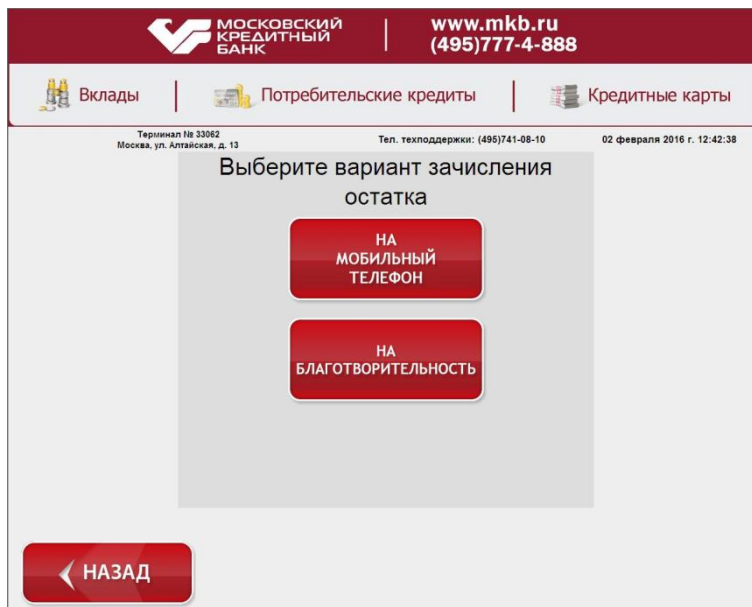 МОСКОВСКИЙ
КРЕДИТНЫЙ
БАНК
www.mkb.ru
(495)777-4-888
Вклады
Потребительские кредиты
Кредитные карты
Терминал № 33062
Москва, ул. Алтайская, д. 13
Тел. техподдержки: (495)741-08-10
02 февраля 2016 г. 12:42:38
Выберите вариант зачисления
остатка
НА
МОБИЛЬНЫЙ
ТЕЛЕФОН
НА
БЛАГОТВОРИТЕЛЬНОСТЬ
НАЗАД